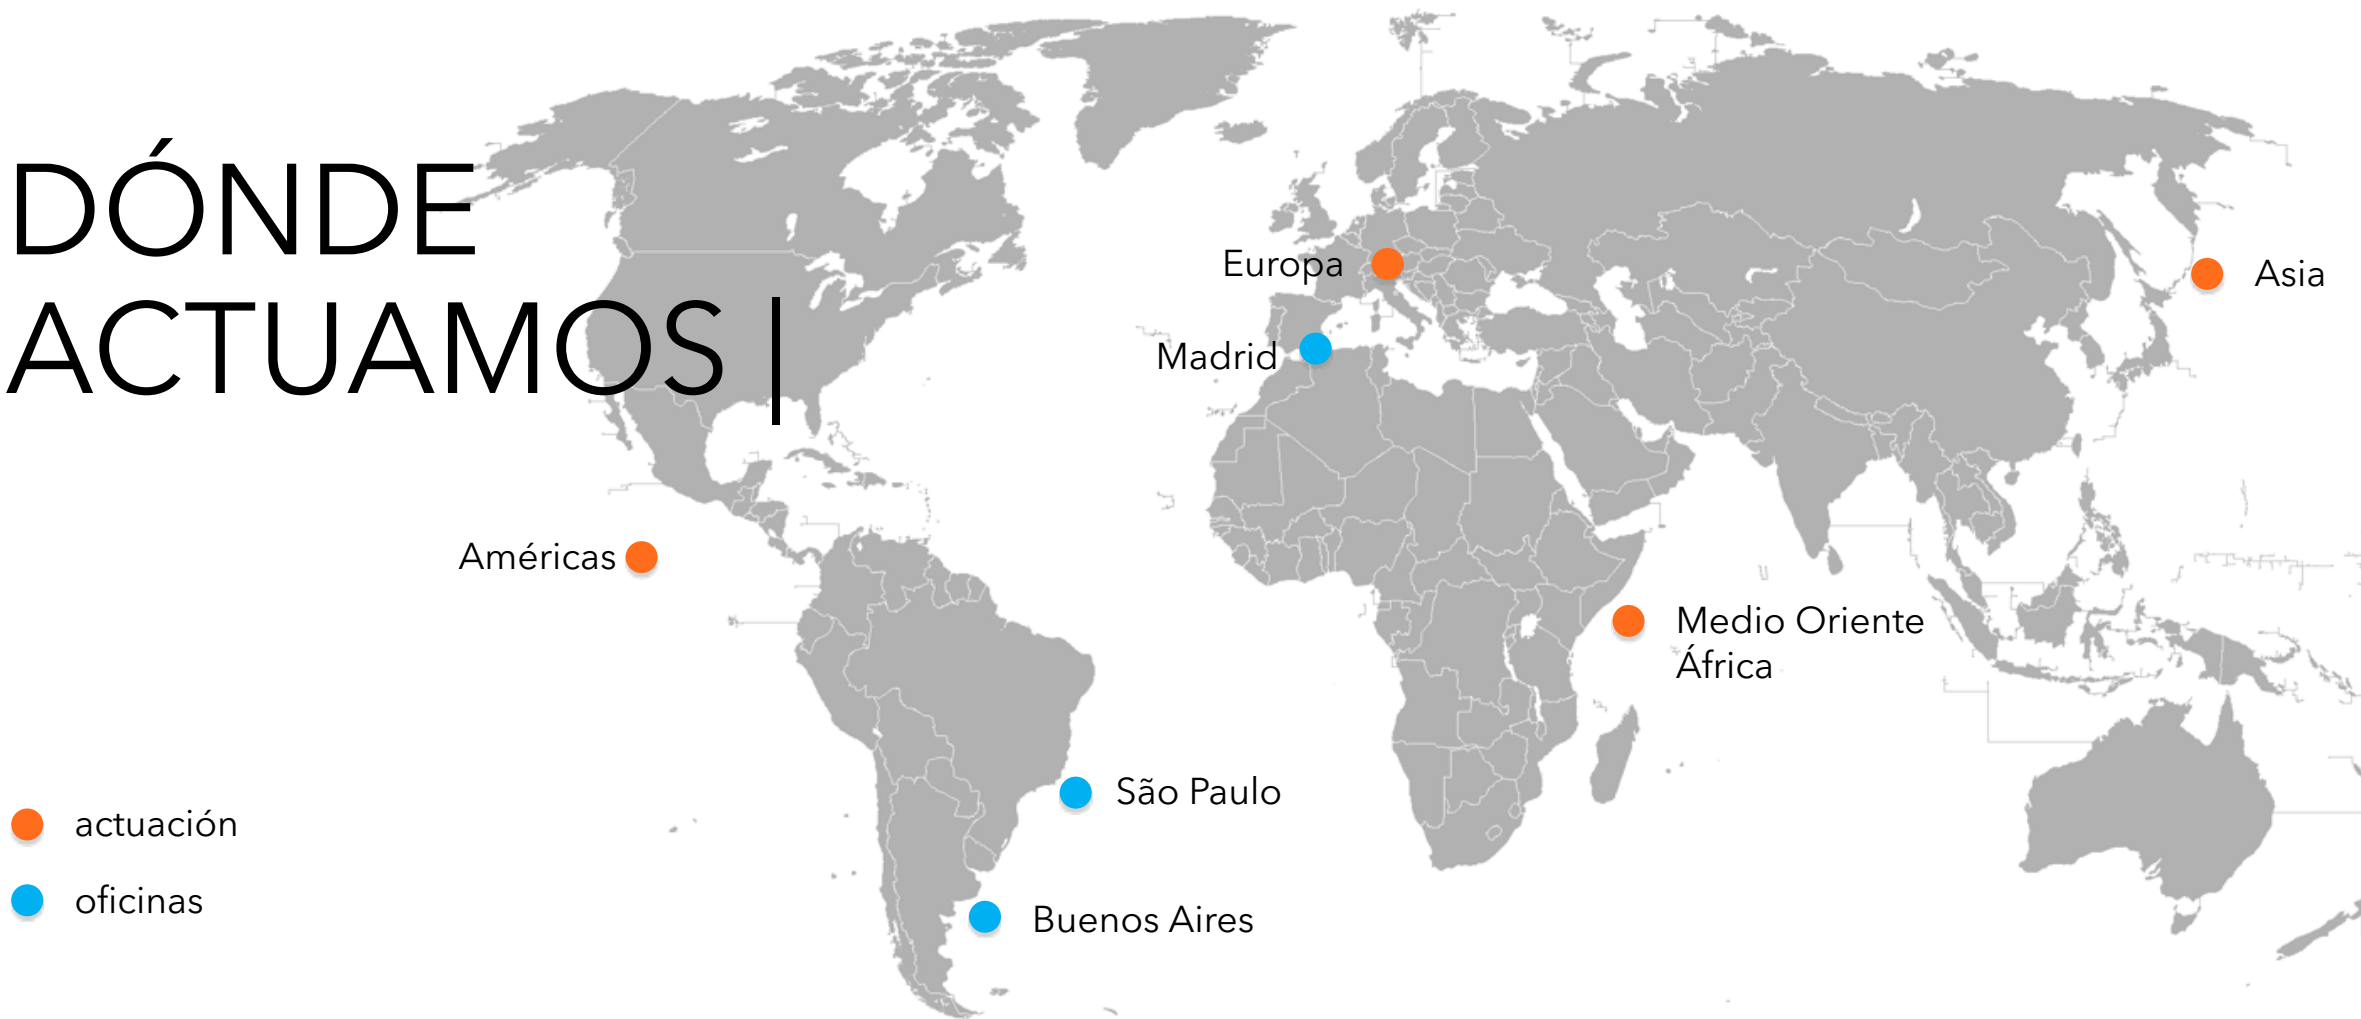 DÓNDE
ACTUAMOS |
Europa
Asia
Madrid
Américas
Medio Oriente
África
São Paulo
actuación
oficinas
Buenos Aires